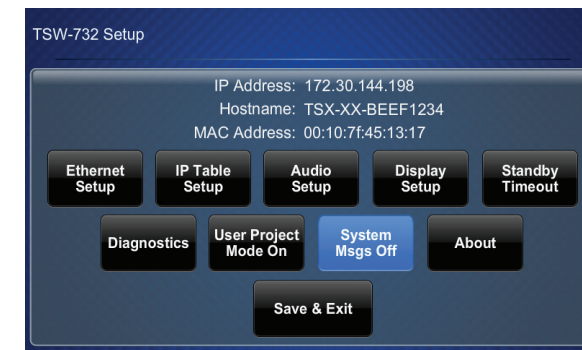 TSW-732 Setup
IP Address: 172.30.144.198
Hostname: TSX-XX-BEEF1234
MAC Address: 00:10:7f:45:13:17
Ethernet
Setup
IP Table
Setup
Audio
Setup
Display
Setup
Standby
Timeout
Diagnostics
User Project
Mode On
System
Msgs Off
About
Save & Exit